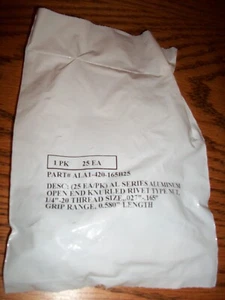 1 PK 25 EA
PART# ALA1-420-165B25
DESC: (25 EA/PK) AL SERIES ALUMINUM
OPEN END KNURLED RIVET TYPE NUT,
1/4"-20 THREAD SIZE, .027"-.165"
GRIP RANGE, 0.580" LENGTH